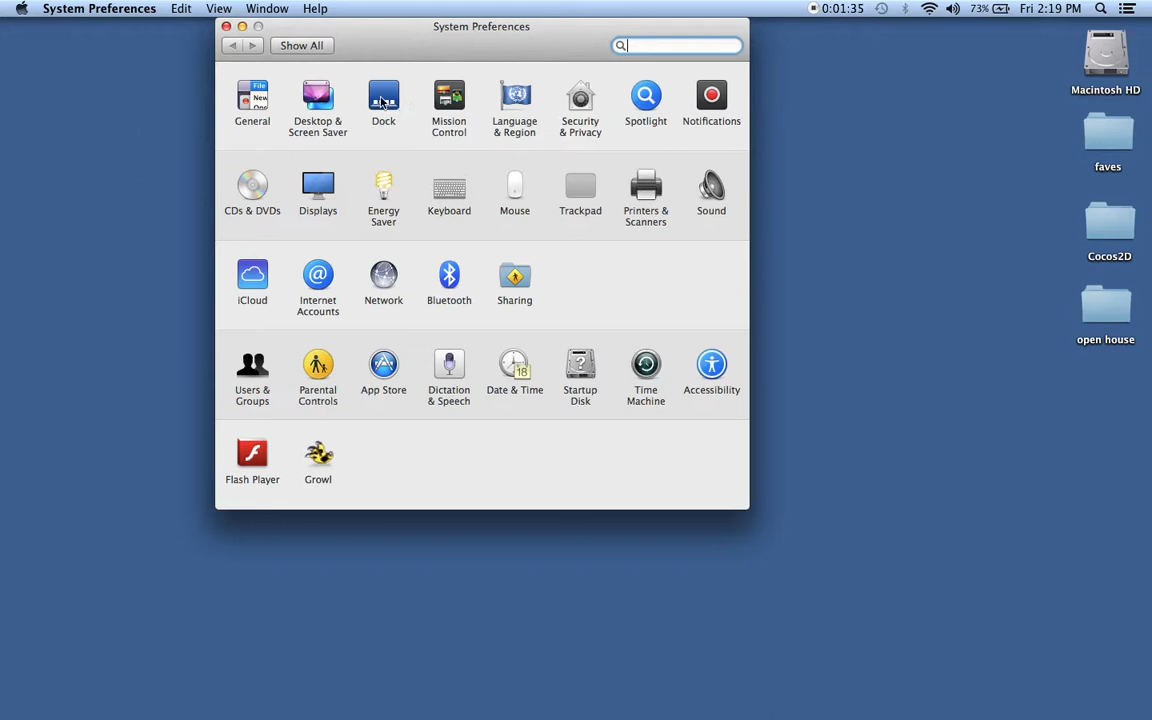 System Preferences Edit View Window Help 0:01:35 73% Fri 2:19 PM
System Preferences
Show All
File
New
General
Desktop & Screen Saver
Dock
Mission Control
Language & Region
Security & Privacy
Spotlight
Notifications
CDs & DVDs
Displays
Energy Saver
Keyboard
Mouse
Trackpad
Printers & Scanners
Sound
iCloud
@
Internet Accounts
Network
Bluetooth
Sharing
Users & Groups
Parental Controls
App Store
Dictation & Speech
18
Date & Time
?
Startup Disk
Time Machine
Accessibility
Flash Player
Growl
Macintosh HD
faves
Cocos2D
open house